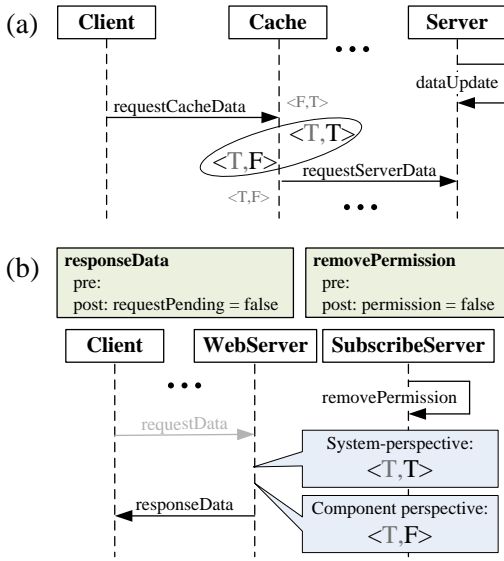 (a)
Client
Cache
Server
dataUpdate
requestCacheData
<F,T>
<T,T>
<T,F>
requestServerData
<T,F>
(b)
responseData
pre:
post: requestPending = false
removePermission
pre:
post: permission = false
Client
WebServer
SubscribeServer
removePermission
requestData
System-perspective:
<T,T>
responseData
Component perspective:
<T,F>